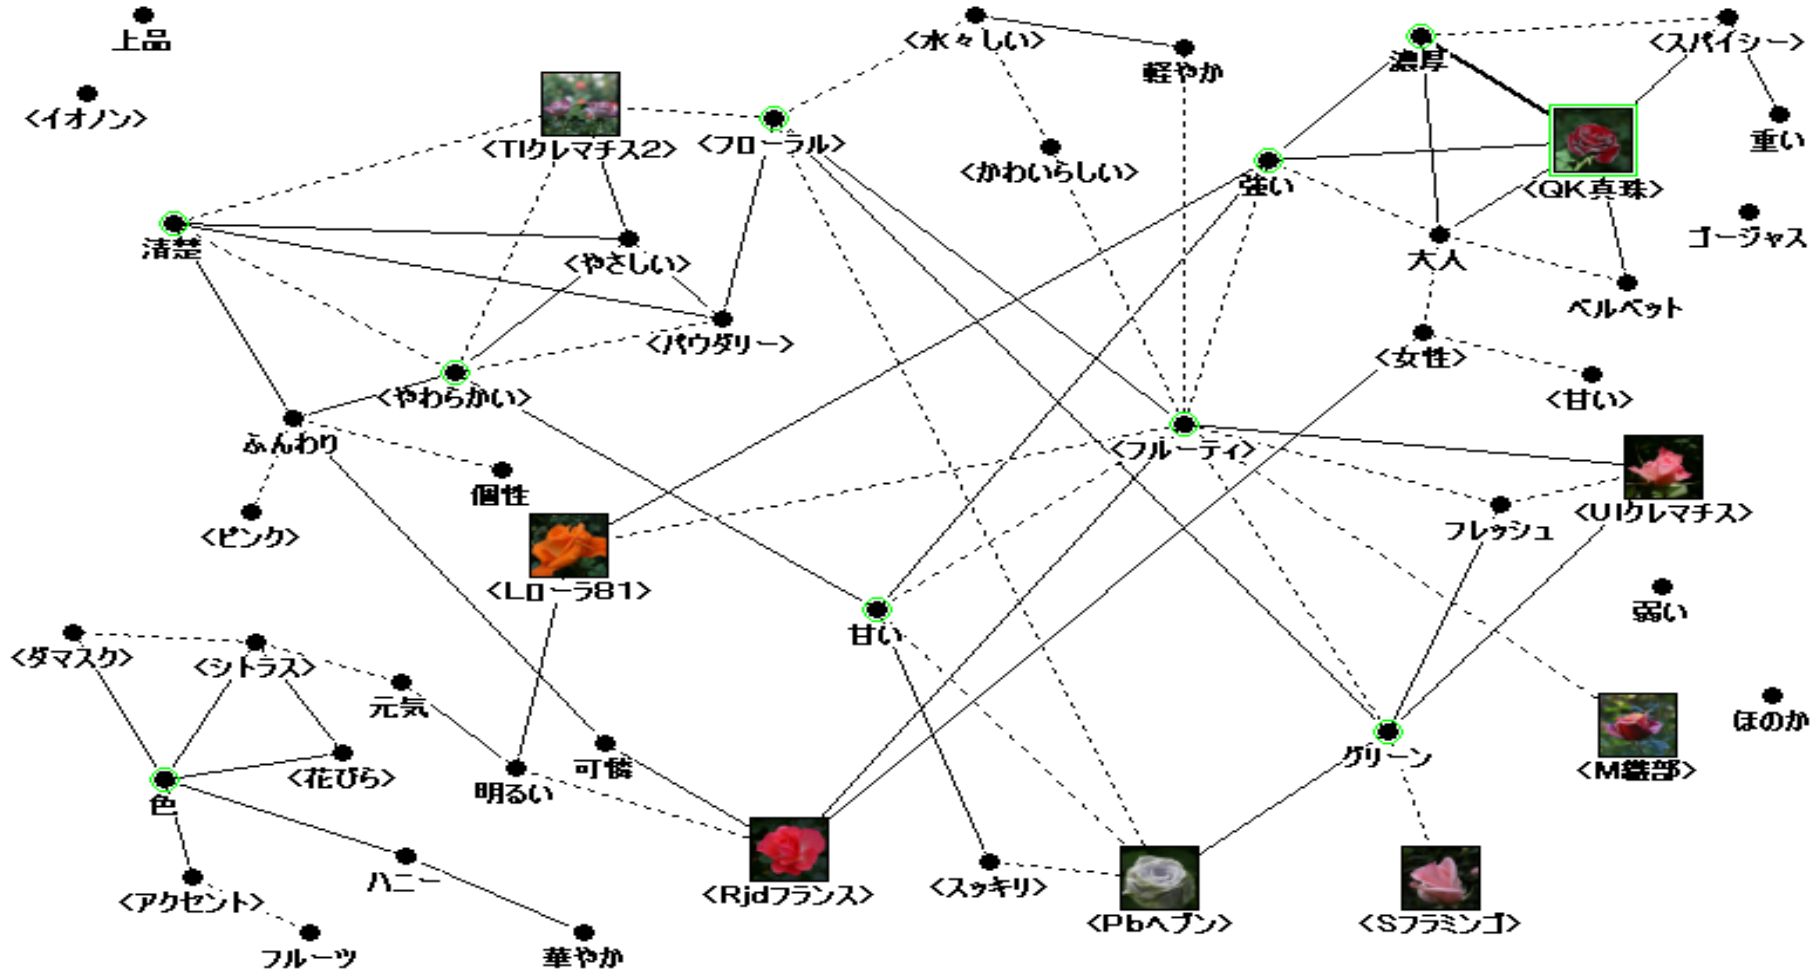 上品
<水々しい>
<スパイシー>
濃厚
軽やか
<イオノン>
重い
<TIクレマチス2>
<フローラル>
<かわいらしい>
強い
<QK真珠>
清楚
<やさしい>
大人
ゴージャス
ベルベット
<パウダリー>
<女性>
<やわらかい>
<甘い>
ふんわり
<フルーティ>
個性
<UIクレマチス>
<ピンク>
フレッシュ
<Lローラ81>
弱い
甘い
<ダマスク>
<シトラス>
元気
ほのか
グリーン
可憐
<花びら>
<M織部>
明るい
色
ハニー
<アクセント>
<Rjdフランス>
<スッキリ>
<Pbヘブン>
<Sフラミンゴ>
フルーツ
華やか